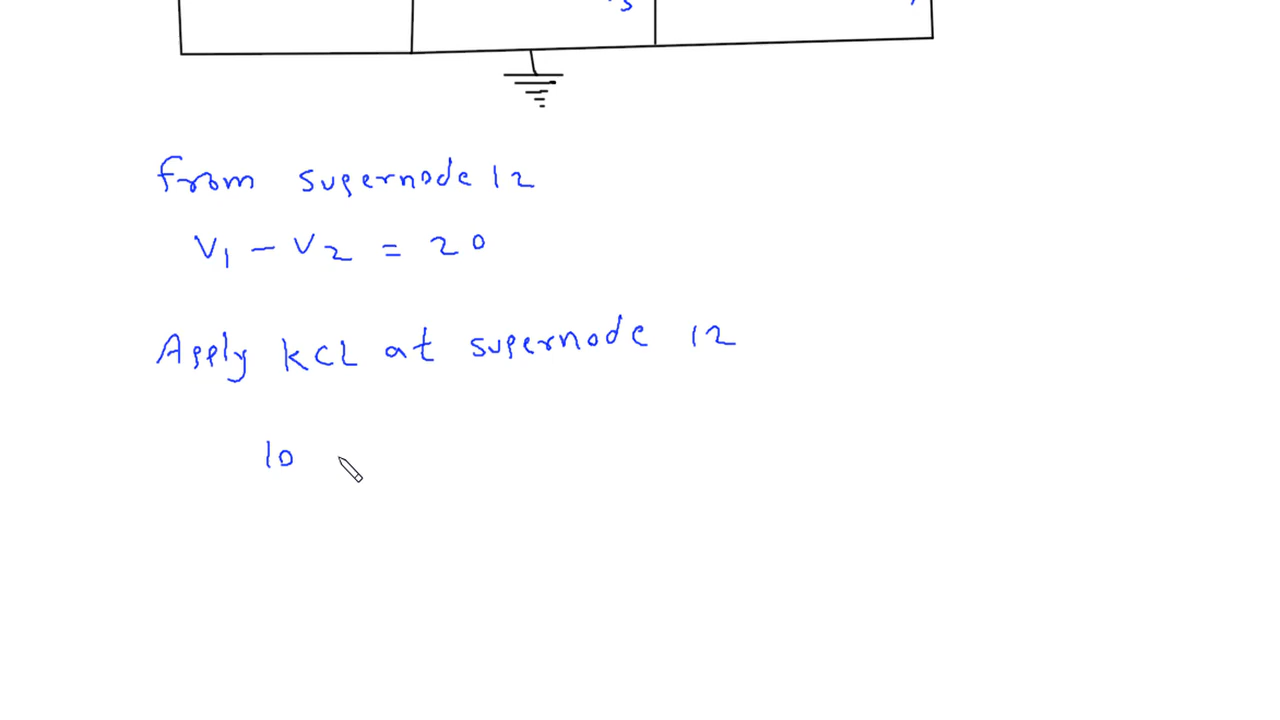 from supernode 12
V1 - V2 = 20
Apply KCL at supernode 12
10